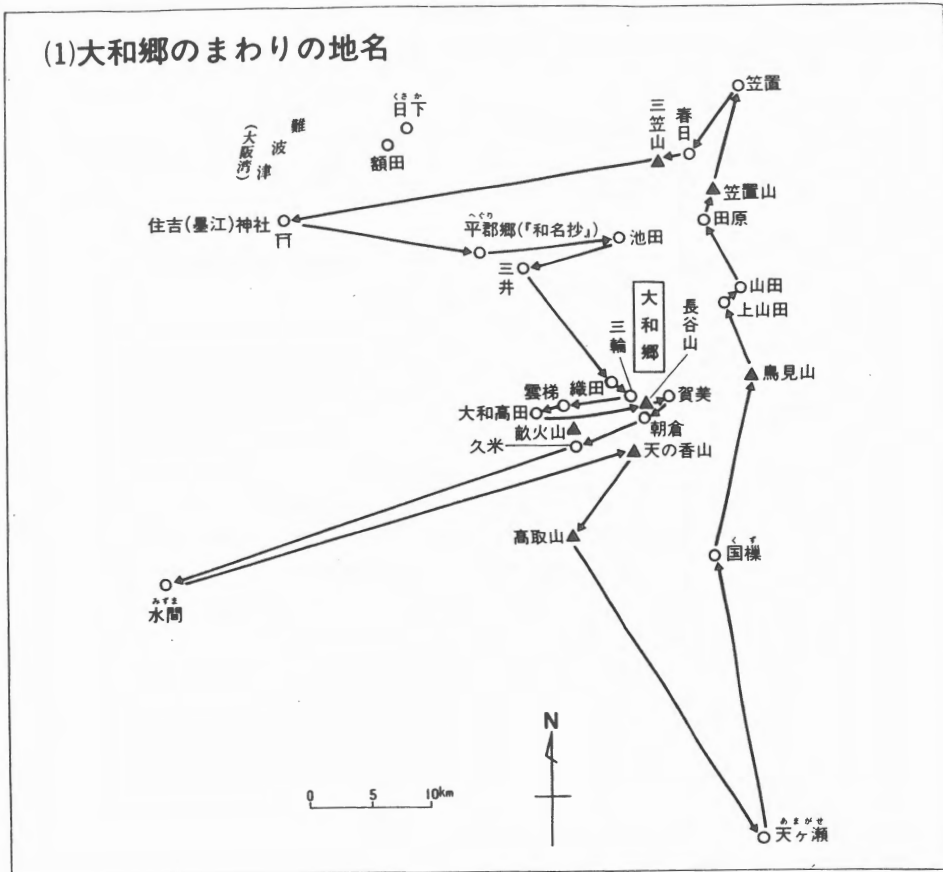 (1)大和郷のまわりの地名
笠置
くさか
日下
額田
難波津
(大阪湾)
三笠山
春日
笠置山
田原
住吉(墨江)神社
へぐり
平郡郷(『和名抄』)
池田
三井
山田
上山田
大和郷
長谷山
三輪
鳥見山
織田
雲梯
賀美
大和高田
朝倉
畝火山
久米
天の香山
高取山
くず
国樔
みずま
水間
N
0 5 10km
あまがせ
天ケ瀬